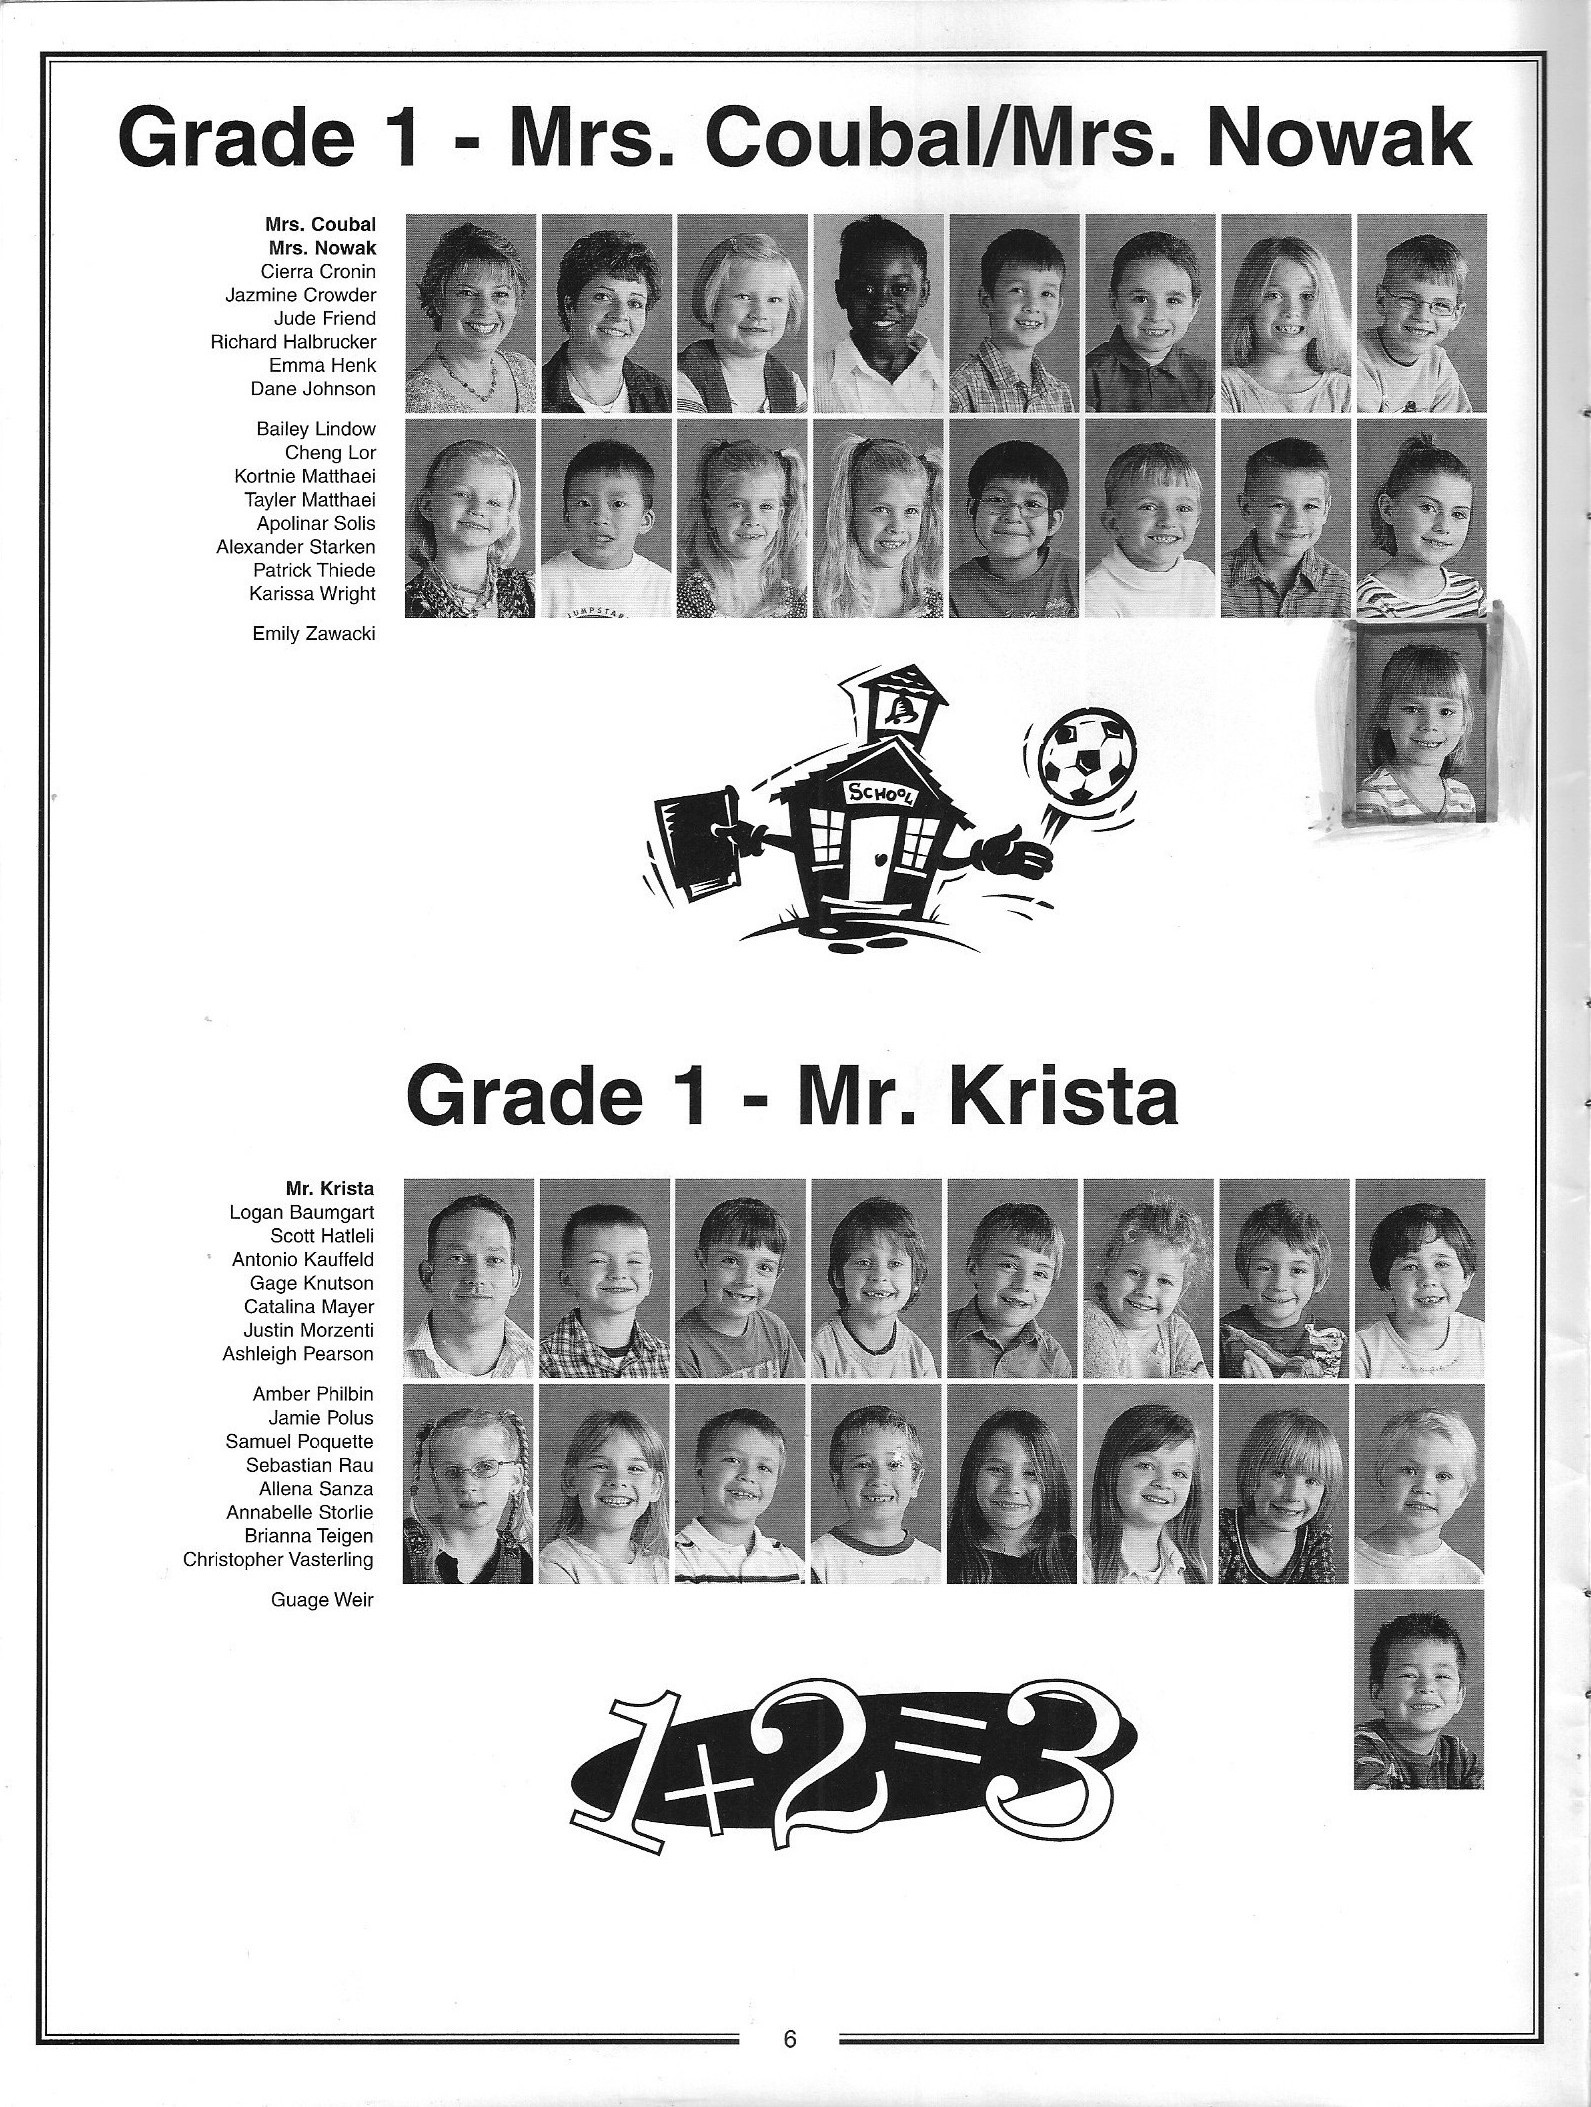 Grade 1 - Mrs. Coubal/Mrs. Nowak
Mrs. Coubal
Mrs. Nowak
Cierra Cronin
Jazmine Crowder
Jude Friend
Richard Halbrucker
Emma Henk
Dane Johnson
Bailey Lindow
Cheng Lor
Kortnie Matthaei
Tayler Matthaei
Apolinar Solis
Alexander Starken
Patrick Thiede
Karissa Wright
Emily Zawacki
JUMPSTAR
SCHOOL
Grade 1 - Mr. Krista
Mr. Krista
Logan Baumgart
Scott Hatleli
Antonio Kauffeld
Gage Knutson
Catalina Mayer
Justin Morzenti
Ashleigh Pearson
Amber Philbin
Jamie Polus
Samuel Poquette
Sebastian Rau
Allena Sanza
Annabelle Storlie
Brianna Teigen
Christopher Vasterling
Guage Weir
1+2=3
6